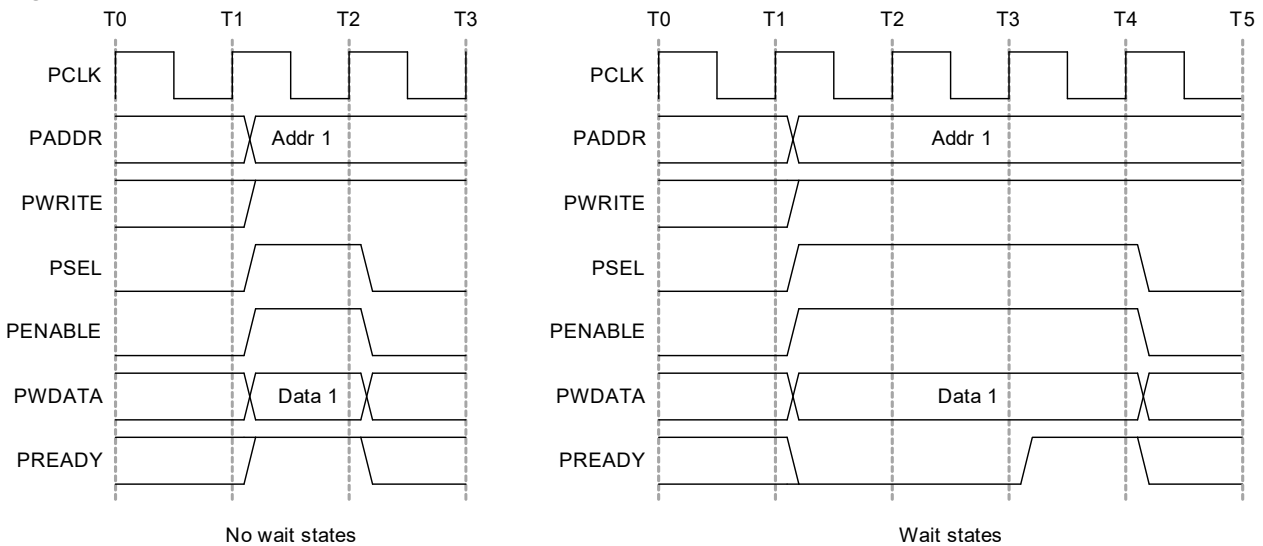 T0 T1 T2 T3 T0 T1 T2 T3 T4 T5
PCLK PCLK
PADDR Addr 1 PADDR Addr 1
PWRITE PWRITE
PSEL PSEL
PENABLE PENABLE
PWDATA Data 1 PWDATA Data 1
PREADY PREADY
No wait states Wait states